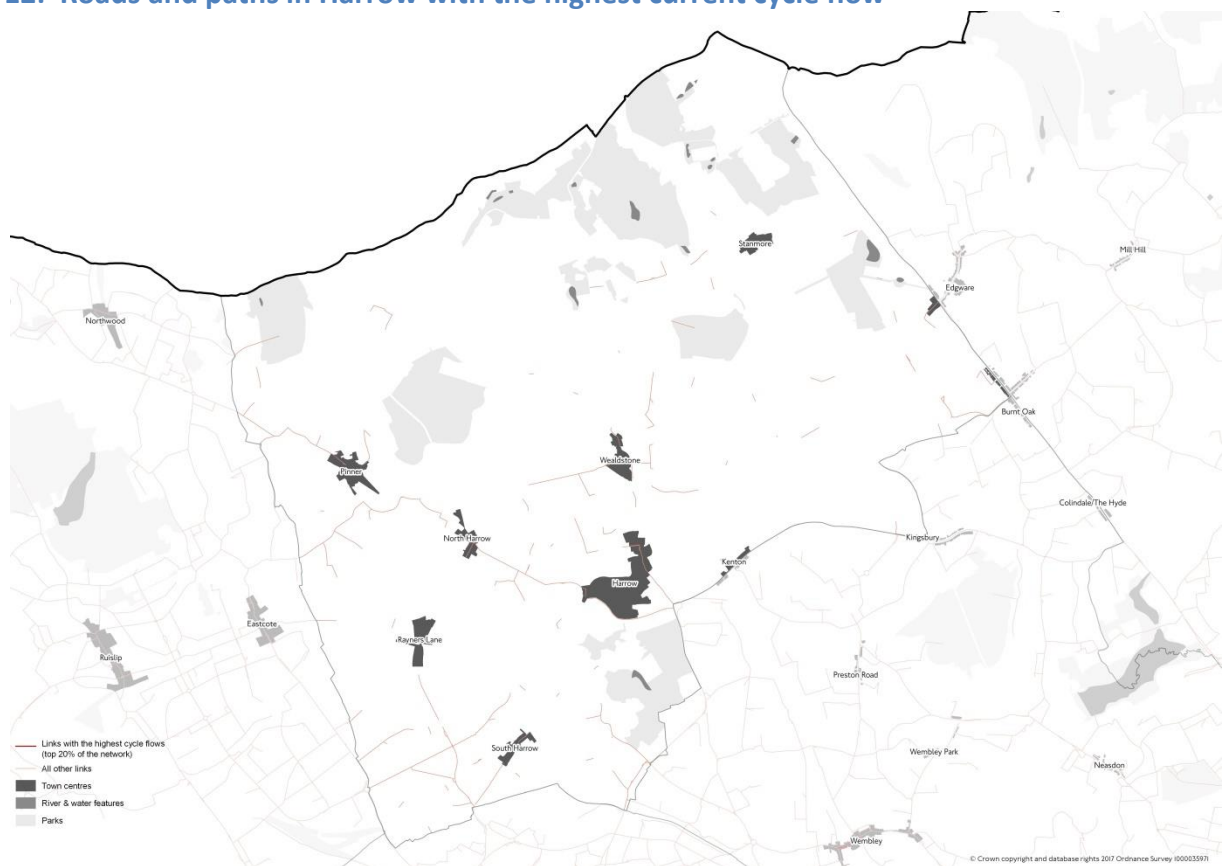 Roads and paths in Harrow with the highest current cycle flow
Stanmore
Mill Hill
Edgware
Northwood
Burnt Oak
Wealdstone
Pinner
Colindale/The Hyde
North Harrow
Kingsbury
Kenton
Harrow
Eastcote
Rayners Lane
Ruislip
Preston Road
South Harrow
Wembley Park
Neasdon
Wembley
Links with the highest cycle flows
(top 20% of the network)
All other links
Town centres
River & water features
Parks
© Crown copyright and database rights 2017 Ordnance Survey 100035971